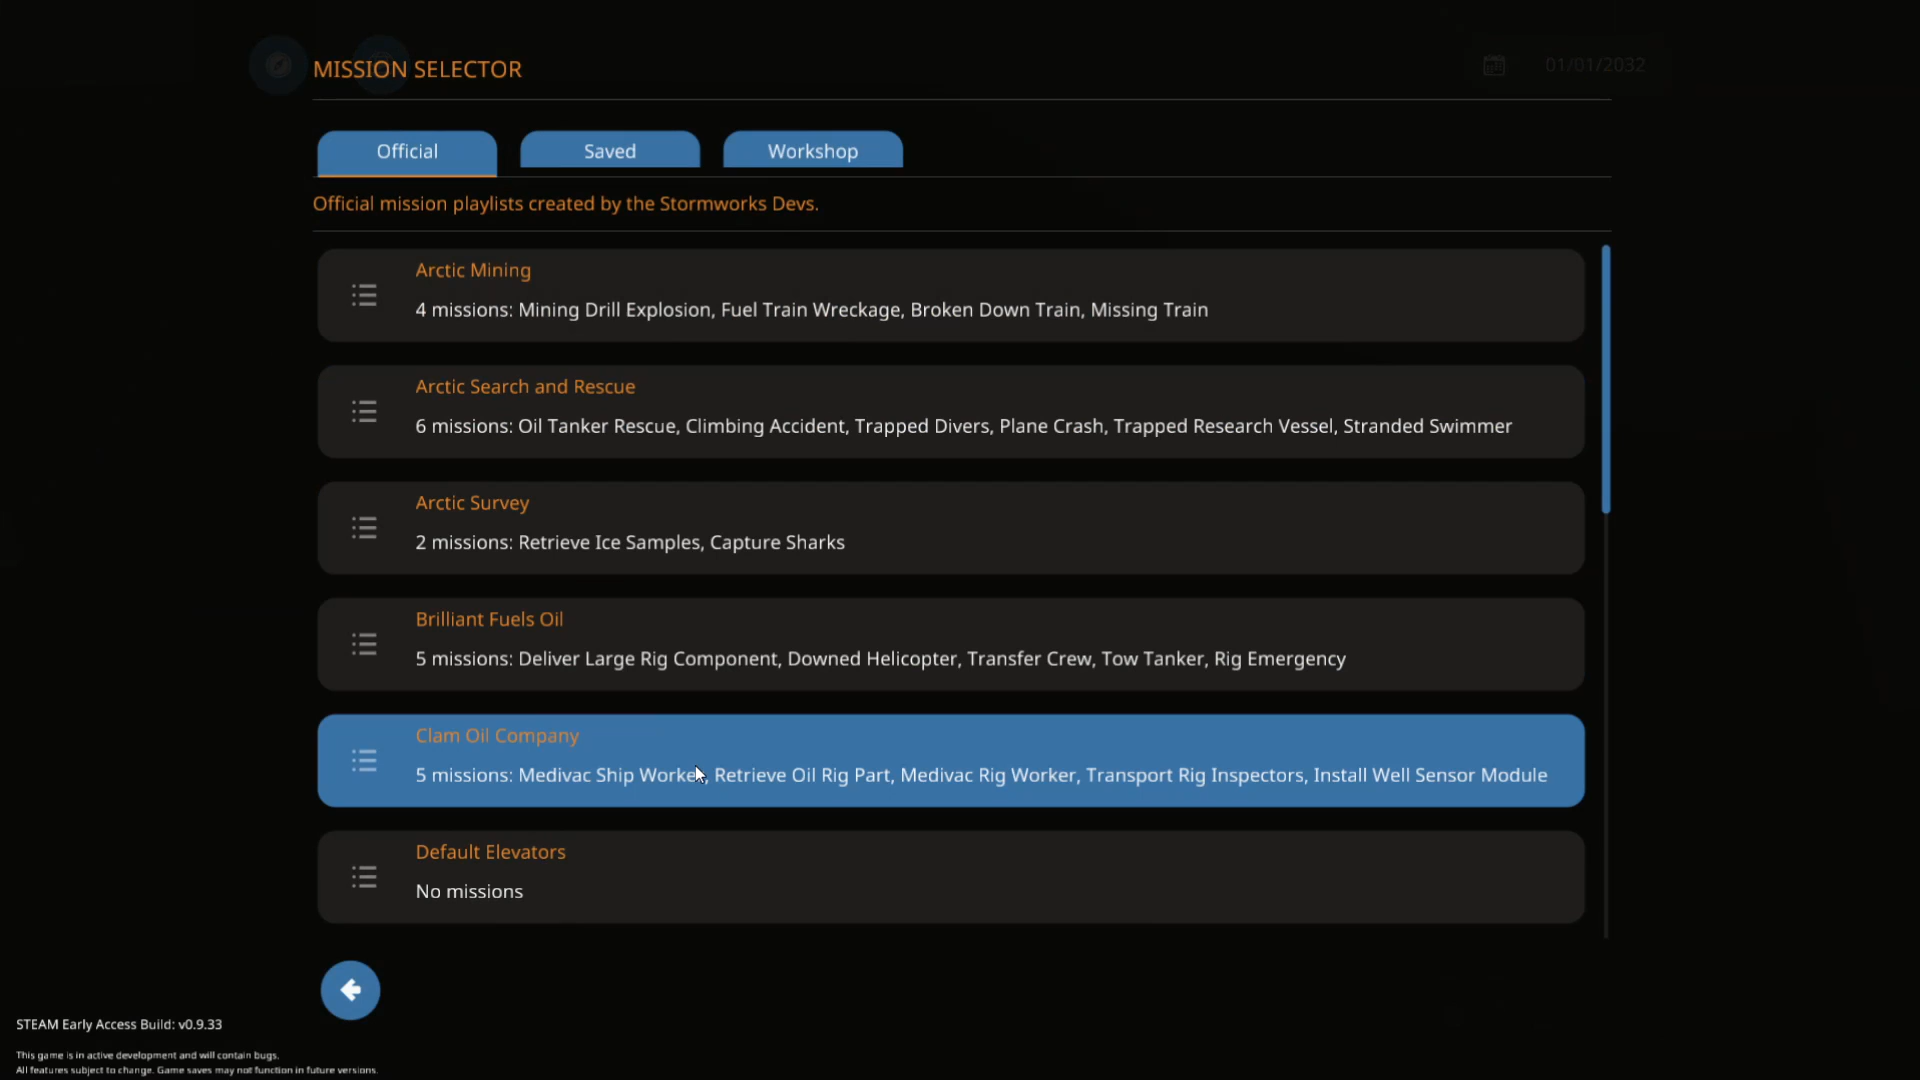 MISSION SELECTOR
01/01/2032
Official
Saved
Workshop
Official mission playlists created by the Stormworks Devs.
Arctic Mining
4 missions: Mining Drill Explosion, Fuel Train Wreckage, Broken Down Train, Missing Train
Arctic Search and Rescue
6 missions: Oil Tanker Rescue, Climbing Accident, Trapped Divers, Plane Crash, Trapped Research Vessel, Stranded Swimmer
Arctic Survey
2 missions: Retrieve Ice Samples, Capture Sharks
Brilliant Fuels Oil
5 missions: Deliver Large Rig Component, Downed Helicopter, Transfer Crew, Tow Tanker, Rig Emergency
Clam Oil Company
5 missions: Medivac Ship Worker, Retrieve Oil Rig Part, Medivac Rig Worker, Transport Rig Inspectors, Install Well Sensor Module
Default Elevators
No missions
STEAM Early Access Build: v0.9.33
This game is in active development and will contain bugs.
All features subject to change. Game saves may not function in future versions.